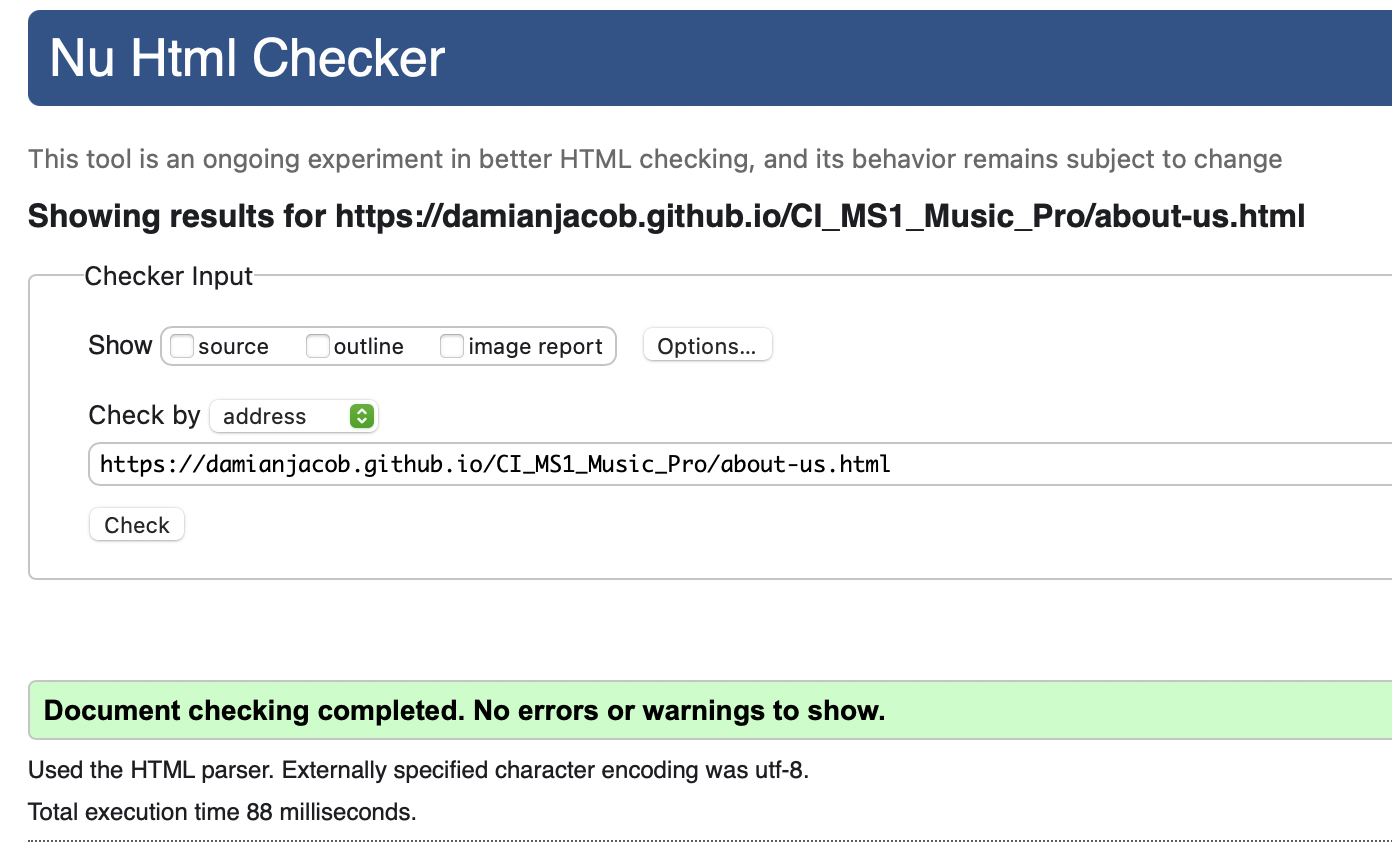 Nu Html Checker
This tool is an ongoing experiment in better HTML checking, and its behavior remains subject to change
Showing results for https://damianjacob.github.io/CI_MS1_Music_Pro/about-us.html
Checker Input
Show source outline image report Options...
Check by address
https://damianjacob.github.io/CI_MS1_Music_Pro/about-us.html
Check
Document checking completed. No errors or warnings to show.
Used the HTML parser. Externally specified character encoding was utf-8.
Total execution time 88 milliseconds.